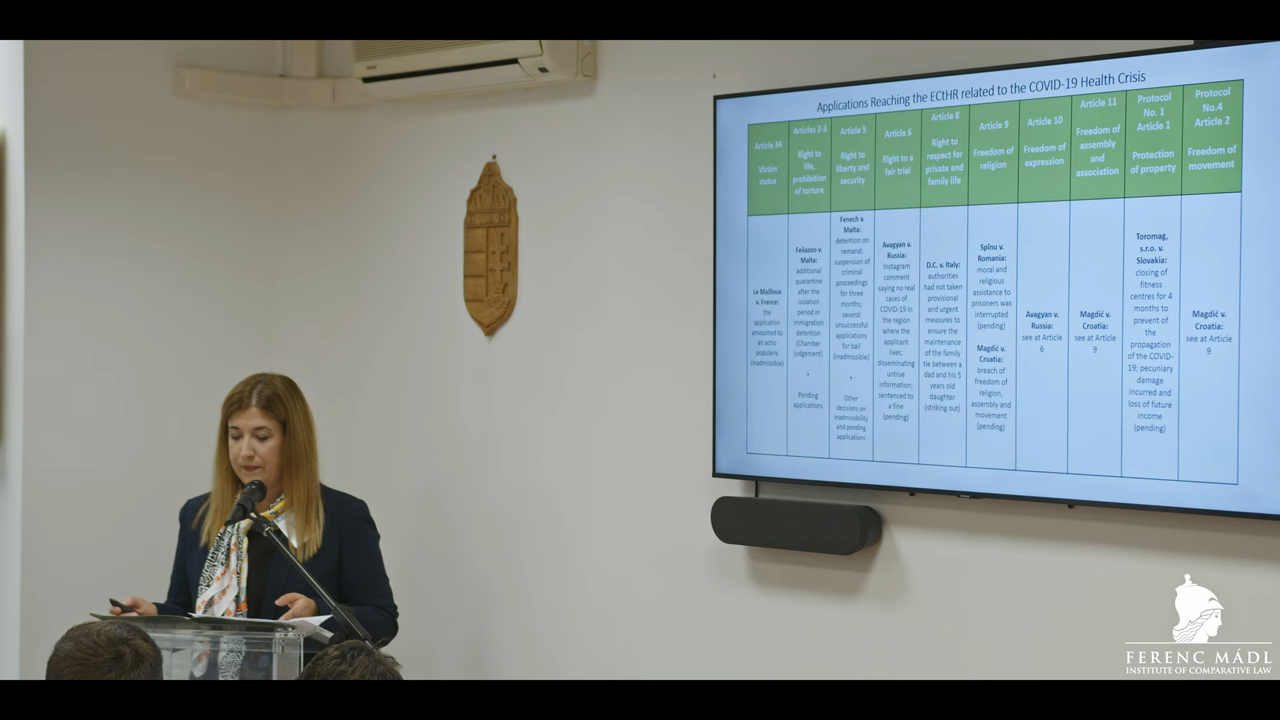 Applications Reaching the ECtHR related to the COVID-19 Health Crisis
Article 34
Victim
status
Articles 2-3
Right to
life,
prohibition
of torture
Article 5
Right to
liberty and
security
Article 6
Right to a
fair trial
Article 8
Right to
respect for
private and
family life
Article 9
Freedom of
religion
Article 10
Freedom of
expression
Article 11
Freedom of
assembly
and
association
Protocol
No. 1
Article 1
Protection
of property
Protocol
No.4
Article 2
Freedom of
movement
Le Mailloux
v. France:
the
application
amounted to
an actio
popularis
(inadmissible)
Feilazoo v.
Malta:
additional
quarantine
after the
isolation
period in
immigration
detention
(Chamber
judgement)
+
Pending
applications
Fenech v.
Malta:
detention on
remand;
suspension of
criminal
proceedings
for three
months;
several
unsuccessful
applications
for bail
(inadmissible)
+
Other
decisions on
inadmissibility
and pending
applications
Avagyan v.
Russia:
Instagram
comment
saying no real
cases of
COVID-19 in
the region
where the
applicant
lives;
disseminating
untrue
information;
sentenced to
a fine
(pending)
D.C. v. Italy:
authorities
had not taken
provisional
and urgent
measures to
ensure the
maintenance
of the family
tie between a
dad and his 5
years old
daughter
(striking out)
Spînu v.
Romania:
moral and
religious
assistance to
prisoners was
interrupted
(pending)
Magdić v.
Croatia:
breach of
freedom of
religion,
assembly and
movement
(pending)
Avagyan v.
Russia:
see at Article
6
Magdić v.
Croatia:
see at Article
9
Toromag,
s.r.o. v.
Slovakia:
closing of
fitness
centres for 4
months to
prevent of
the
propagation
of the COVID-
19; pecuniary
damage
incurred and
loss of future
income
(pending)
Magdić v.
Croatia:
see at Article
9
FERENC MÁDL
INSTITUTE OF COMPARATIVE LAW